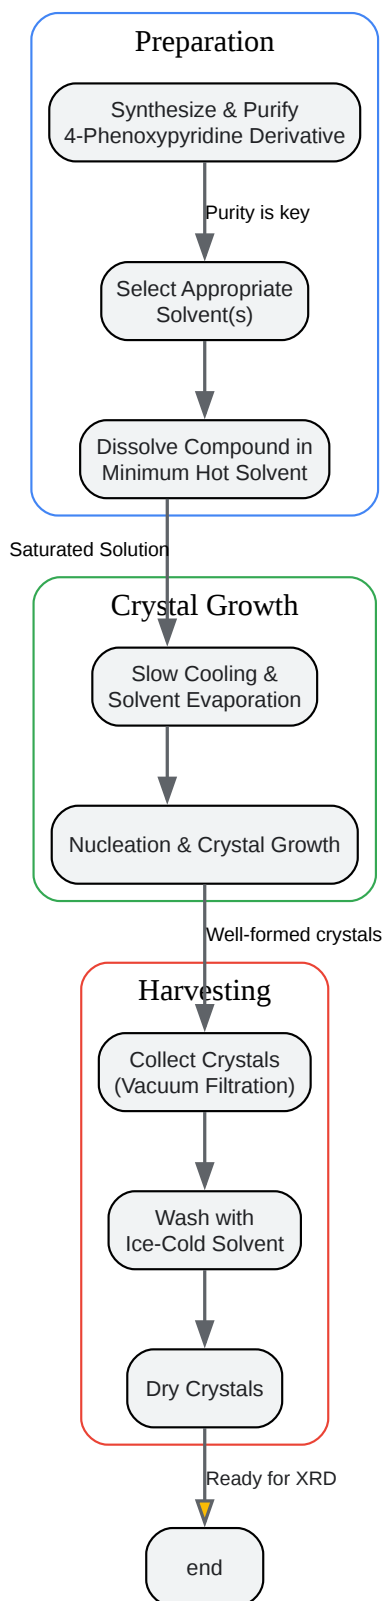 Preparation
Synthesize & Purify
4-Phenoxypyridine Derivative
Purity is key
Select Appropriate
Solvent(s)
Dissolve Compound in
Minimum Hot Solvent
Saturated Solution
Crystal Growth
Slow Cooling &
Solvent Evaporation
Nucleation & Crystal Growth
Well-formed crystals
Harvesting
Collect Crystals
(Vacuum Filtration)
Wash with
Ice-Cold Solvent
Dry Crystals
Ready for XRD
end